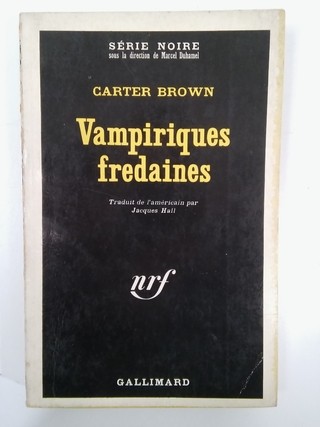 SÉRIE NOIRE
sous la direction de Marcel Duhamel
CARTER BROWN
Vampiriques
fredaines
Traduit de l'américain par
Jacques Hall
nrf
GALLIMARD